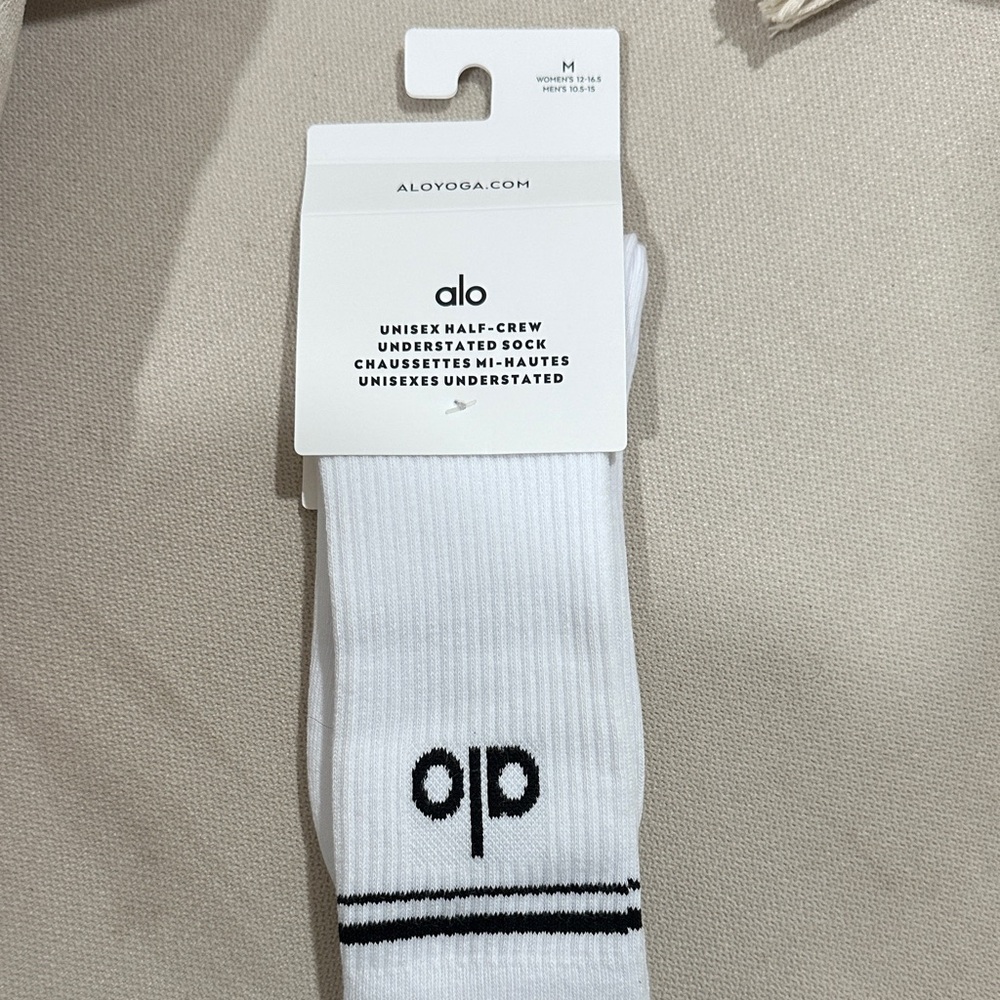 M
WOMEN'S 12-16.5
MEN'S 10.5-15
ALOYOGA.COM
alo
UNISEX HALF-CREW
UNDERSTATED SOCK
CHAUSSETTES MI-HAUTES
UNISEXES UNDERSTATED
alo